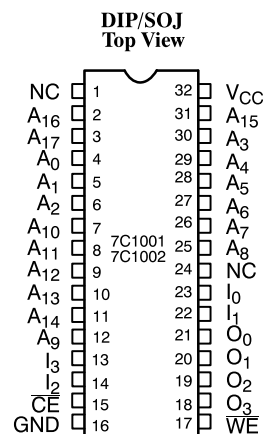 DIP/SOJ
Top View
NC 1 32 VCC
A16 2 31 A15
A17 3 30 A3
A0 4 29 A4
A1 5 28 A5
A2 6 27 A6
A10 7 26 A7
7C1001
A11 8 25 A8
7C1002
A12 9 24 NC
A13 10 23 I0
A14 11 22 I1
A9 12 21 O0
I3 13 20 O1
I2 14 19 O2
C̅E̅ 15 18 O3
GND 16 17 W̅E̅